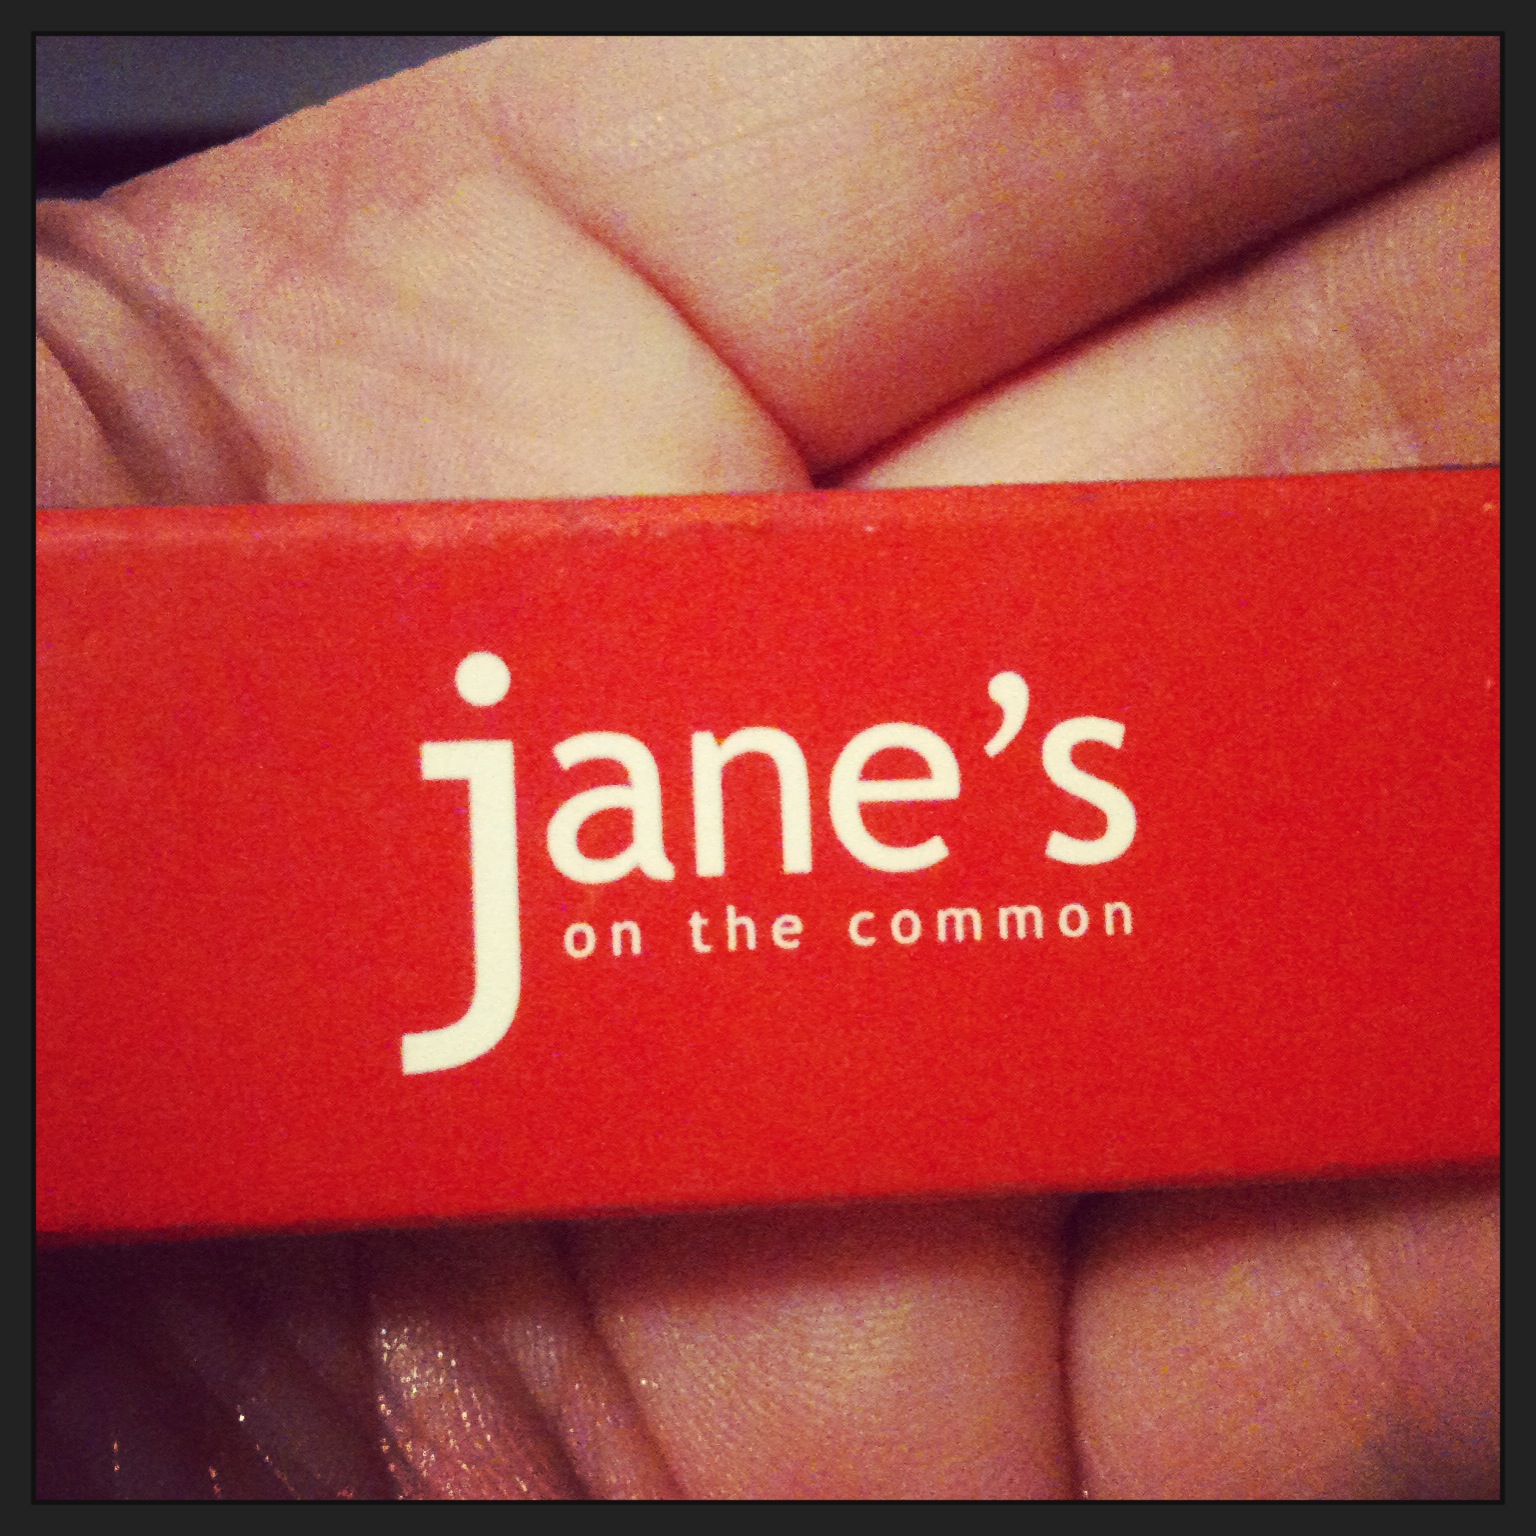 jane’s
on the common